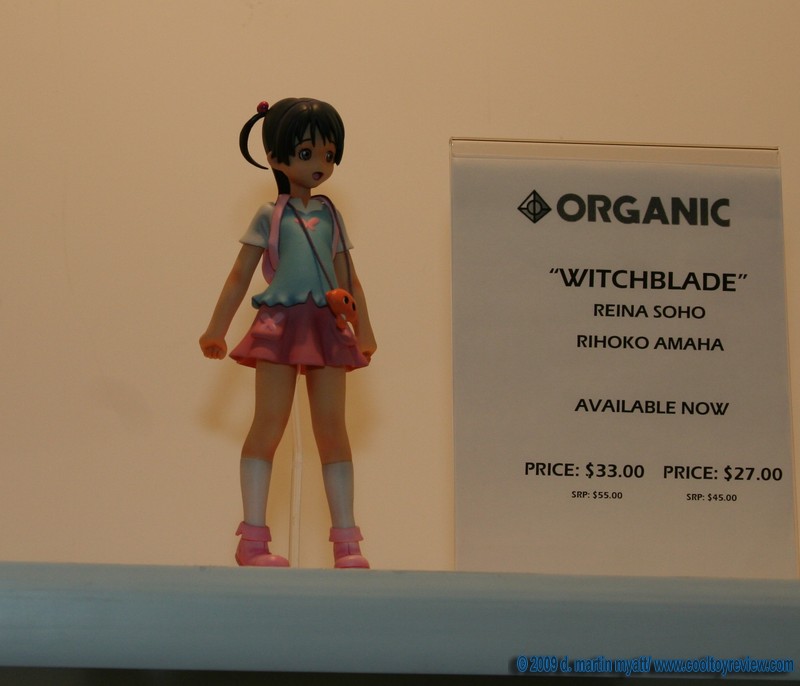 ORGANIC
“WITCHBLADE”
REINA SOHO
RIHOKO AMAHA
AVAILABLE NOW
PRICE: $33.00 PRICE: $27.00
SRP: $55.00 SRP: $45.00
© 2009 d. martin myatt/ www.cooltoyreview.com